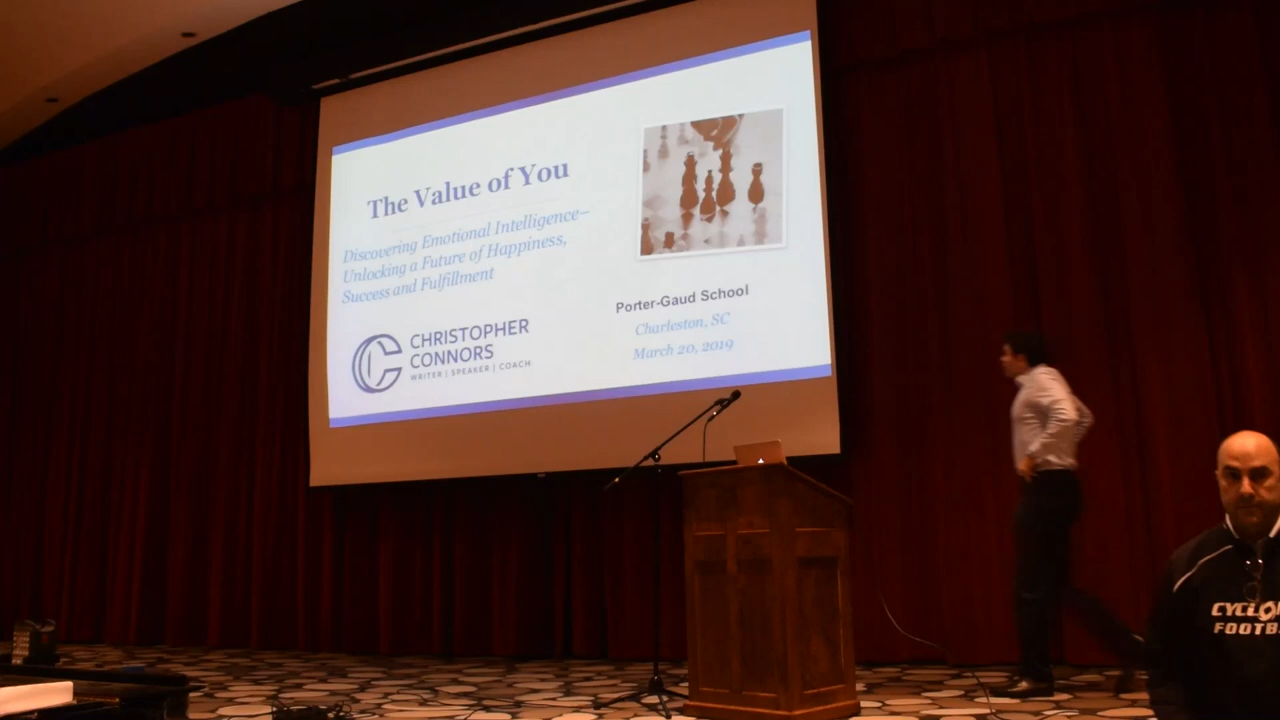 The Value of You
Discovering Emotional Intelligence–
Unlocking a Future of Happiness,
Success and Fulfillment
CHRISTOPHER
CONNORS
WRITER | SPEAKER | COACH
Porter-Gaud School
Charleston, SC
March 20, 2019
CYCLO
FOOTB